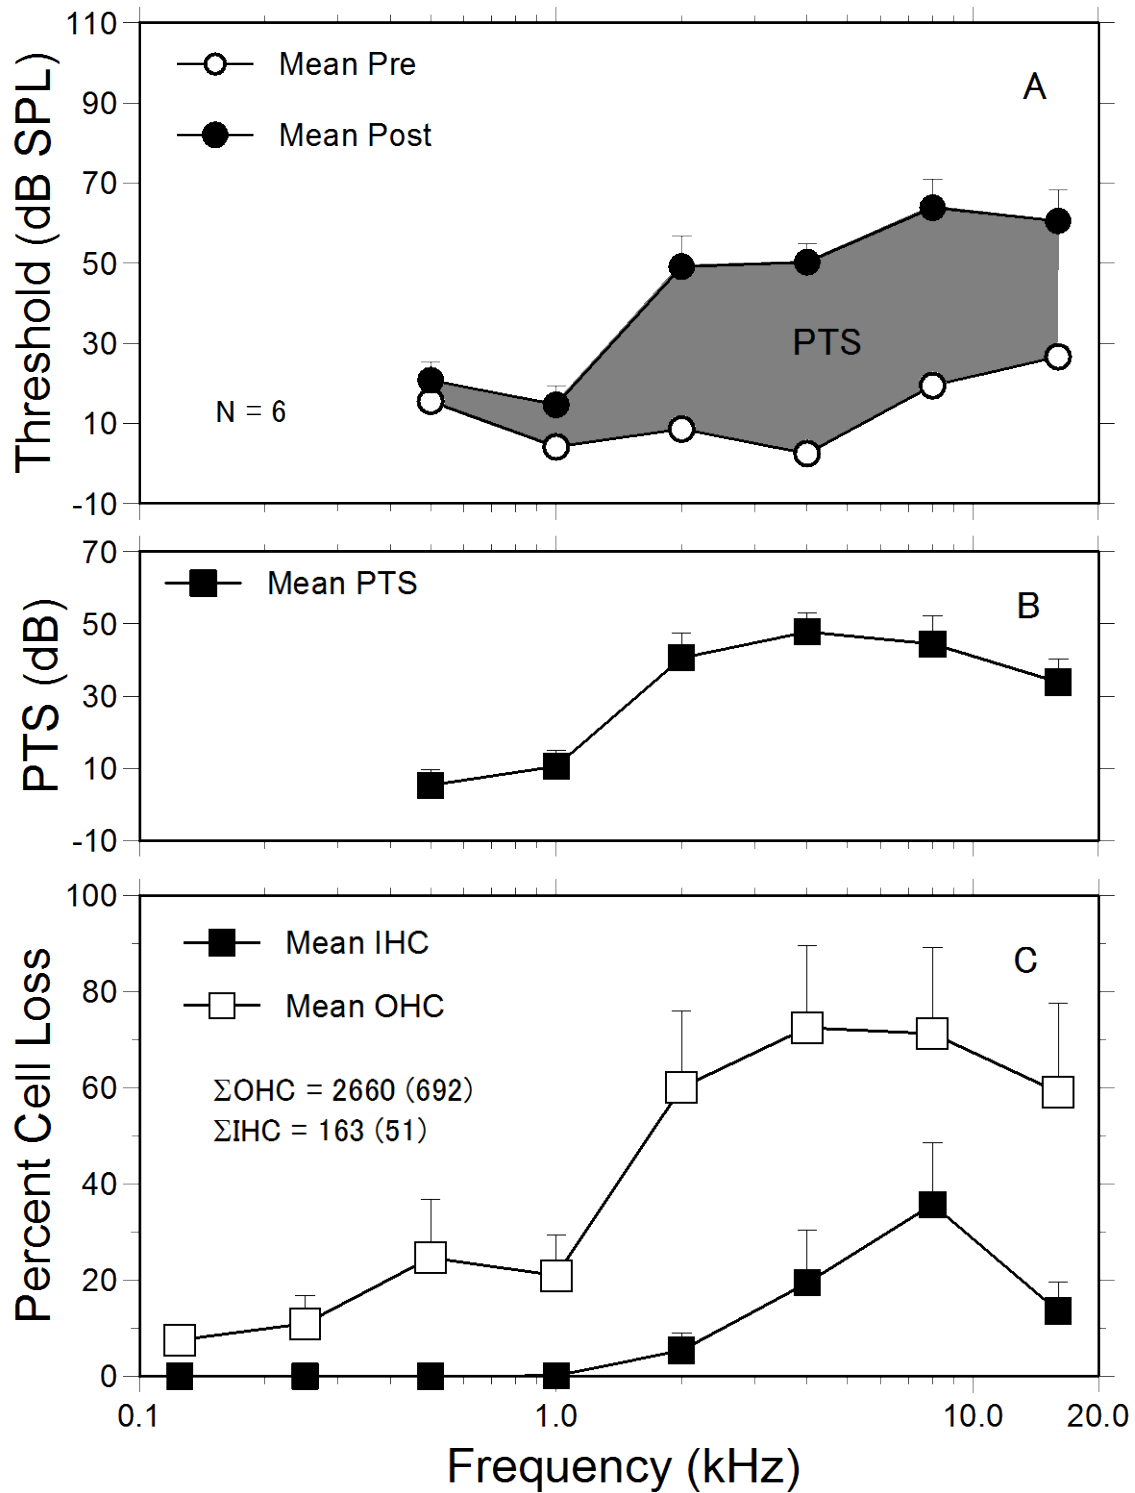 110
90
70
50
30
10
-10
Threshold (dB SPL)
Mean Pre
Mean Post
A
PTS
N = 6
70
50
30
10
-10
PTS (dB)
Mean PTS
B
100
80
60
40
20
0
Percent Cell Loss
Mean IHC
Mean OHC
C
ΣOHC = 2660 (692)
ΣIHC = 163 (51)
0.1 1.0 10.0 20.0
Frequency (kHz)